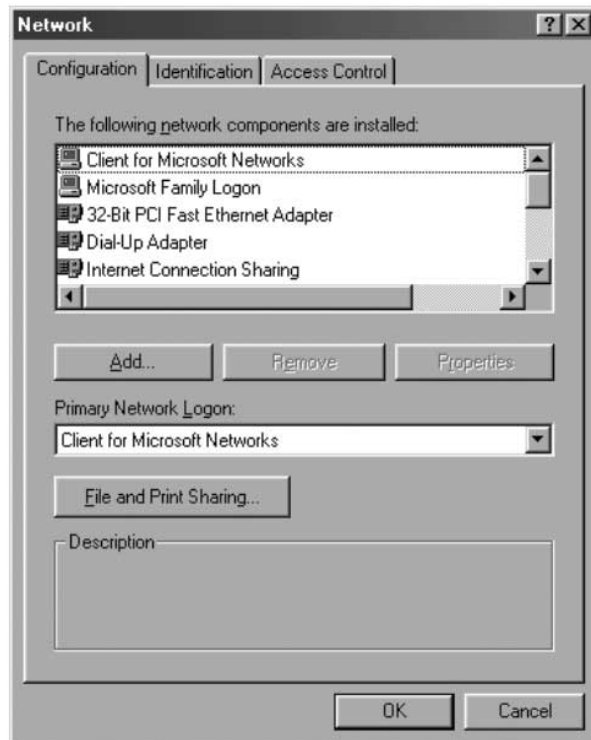 Network
Configuration Identification Access Control
The following network components are installed:
Client for Microsoft Networks
Microsoft Family Logon
32-Bit PCI Fast Ethernet Adapter
Dial-Up Adapter
Internet Connection Sharing
Add... Remove Properties
Primary Network Logon:
Client for Microsoft Networks
File and Print Sharing...
Description
OK Cancel